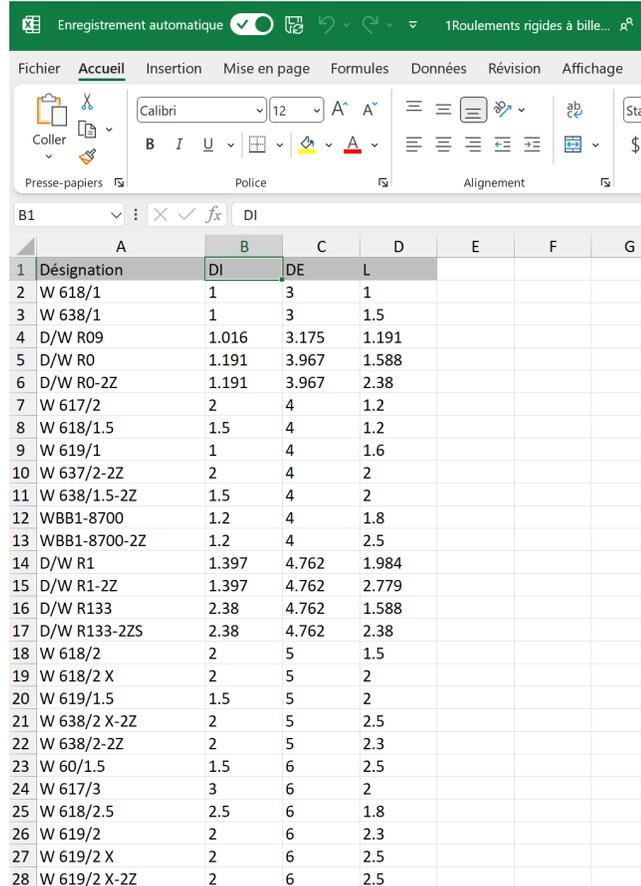 Enregistrement automatique 1Roulements rigides à bille...
Fichier Accueil Insertion Mise en page Formules Données Révision Affichage
Coller Calibri 12 A A ab Sta
G I S $
Presse-papiers Police Alignement
B1 fx DI
A B C D E F G
1 Désignation DI DE L
2 W 618/1 1 3 1
3 W 638/1 1 3 1.5
4 D/W R09 1.016 3.175 1.191
5 D/W R0 1.191 3.967 1.588
6 D/W R0-2Z 1.191 3.967 2.38
7 W 617/2 2 4 1.2
8 W 618/1.5 1.5 4 1.2
9 W 619/1 1 4 1.6
10 W 637/2-2Z 2 4 2
11 W 638/1.5-2Z 1.5 4 2
12 WBB1-8700 1.2 4 1.8
13 WBB1-8700-2Z 1.2 4 2.5
14 D/W R1 1.397 4.762 1.984
15 D/W R1-2Z 1.397 4.762 2.779
16 D/W R133 2.38 4.762 1.588
17 D/W R133-2ZS 2.38 4.762 2.38
18 W 618/2 2 5 1.5
19 W 618/2 X 2 5 2
20 W 619/1.5 1.5 5 2
21 W 638/2 X-2Z 2 5 2.5
22 W 638/2-2Z 2 5 2.3
23 W 60/1.5 1.5 6 2.5
24 W 617/3 3 6 2
25 W 618/2.5 2.5 6 1.8
26 W 619/2 2 6 2.3
27 W 619/2 X 2 6 2.5
28 W 619/2 X-2Z 2 6 2.5